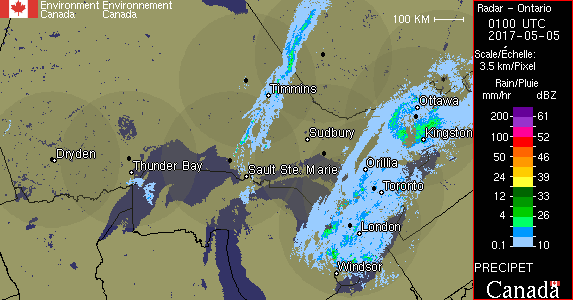 Environment Environnement
Canada Canada
100 KM
Timmins
Ottawa
Kingston
Sudbury
Dryden
Thunder Bay
Sault Ste. Marie
Orillia
Toronto
London
Windsor
Radar - Ontario
0100 UTC
2017-05-05
Scale/Échelle:
3.5 km/Pixel
Rain/Pluie
mm/hr dBZ
200 61
100 52
50 46
24 39
12 33
4 26
0.1 10
PRECIPET
Canada